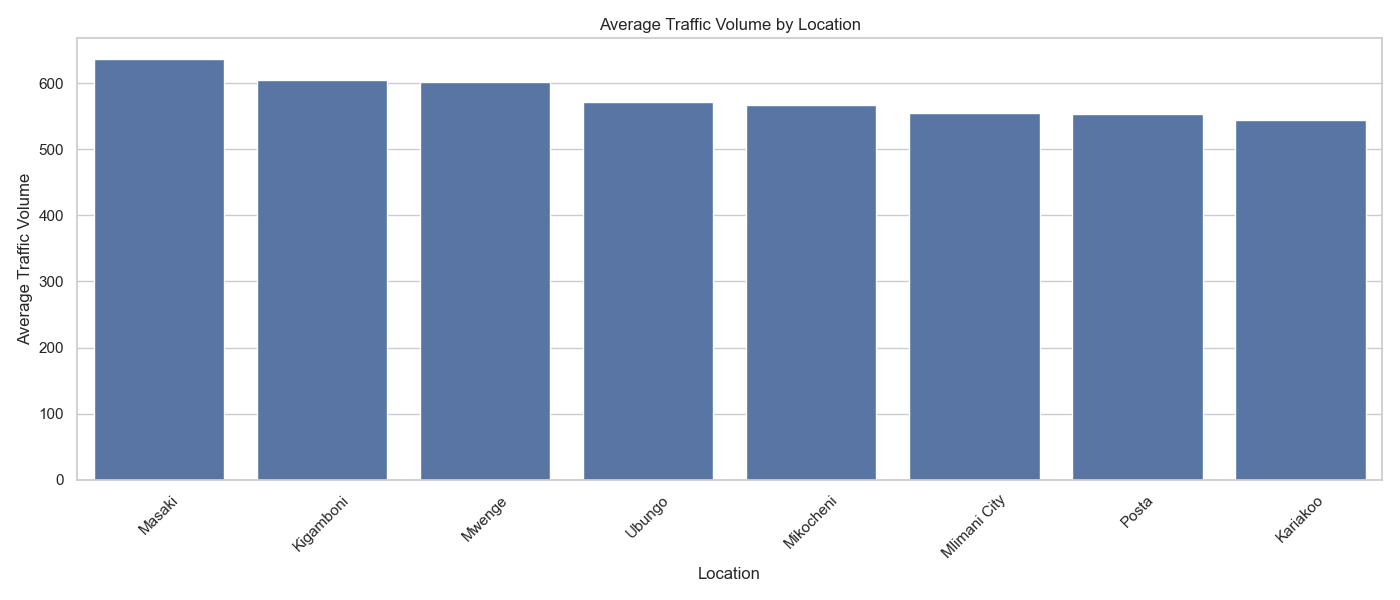 Average Traffic Volume by Location
Average Traffic Volume
600
500
400
300
200
100
0
Masaki
Kigamboni
Mwenge
Ubungo
Mikocheni
Mlimani City
Posta
Kariakoo
Location